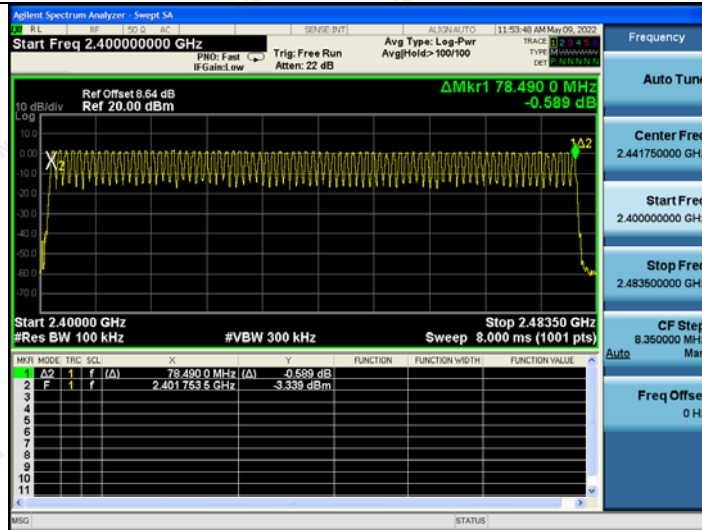 Agilent Spectrum Analyzer - Swept SA
RL RF 50 Ω AC SENSE:INT ALIGN AUTO 11:53:48 AM May 09, 2022
Start Freq 2.400000000 GHz
PNO: Fast
IFGain:Low
Trig: Free Run
Atten: 22 dB
Avg Type: Log-Pwr
Avg|Hold:> 100/100
TRACE 1 2 3 4 5 6
TYPE M
DET P N N N N N
ΔMkr1 78.490 0 MHz
-0.589 dB
Ref Offset 8.64 dB
10 dB/div Ref 20.00 dBm
Log
10.0
0.00
-10.0
-20.0
-30.0
-40.0
-50.0
-60.0
-70.0
2
1Δ2
Start 2.40000 GHz Stop 2.48350 GHz
#Res BW 100 kHz #VBW 300 kHz Sweep 8.000 ms (1001 pts)
MKR MODE TRC SCL X Y FUNCTION FUNCTION WIDTH FUNCTION VALUE
1 Δ2 1 f (Δ) 78.490 0 MHz (Δ) -0.589 dB
2 F 1 f 2.401 753 5 GHz -3.339 dBm
3
4
5
6
7
8
9
10
11
MSG STATUS
Frequency
Auto Tune
Center Freq
2.441750000 GHz
Start Freq
2.400000000 GHz
Stop Freq
2.483500000 GHz
CF Step
8.350000 MHz
Auto Man
Freq Offset
0 Hz